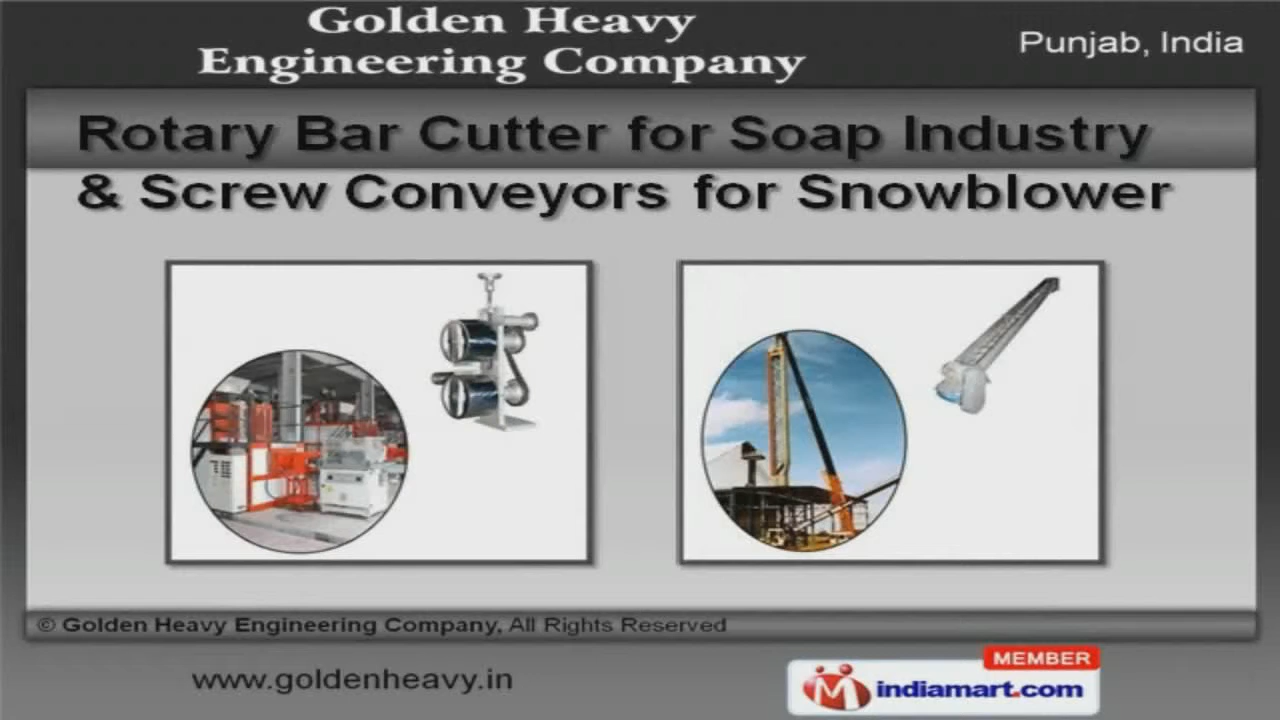 Golden Heavy
Engineering Company
Punjab, India
Rotary Bar Cutter for Soap Industry
& Screw Conveyors for Snowblower
© Golden Heavy Engineering Company, All Rights Reserved
www.goldenheavy.in
MEMBER
indiamart.com